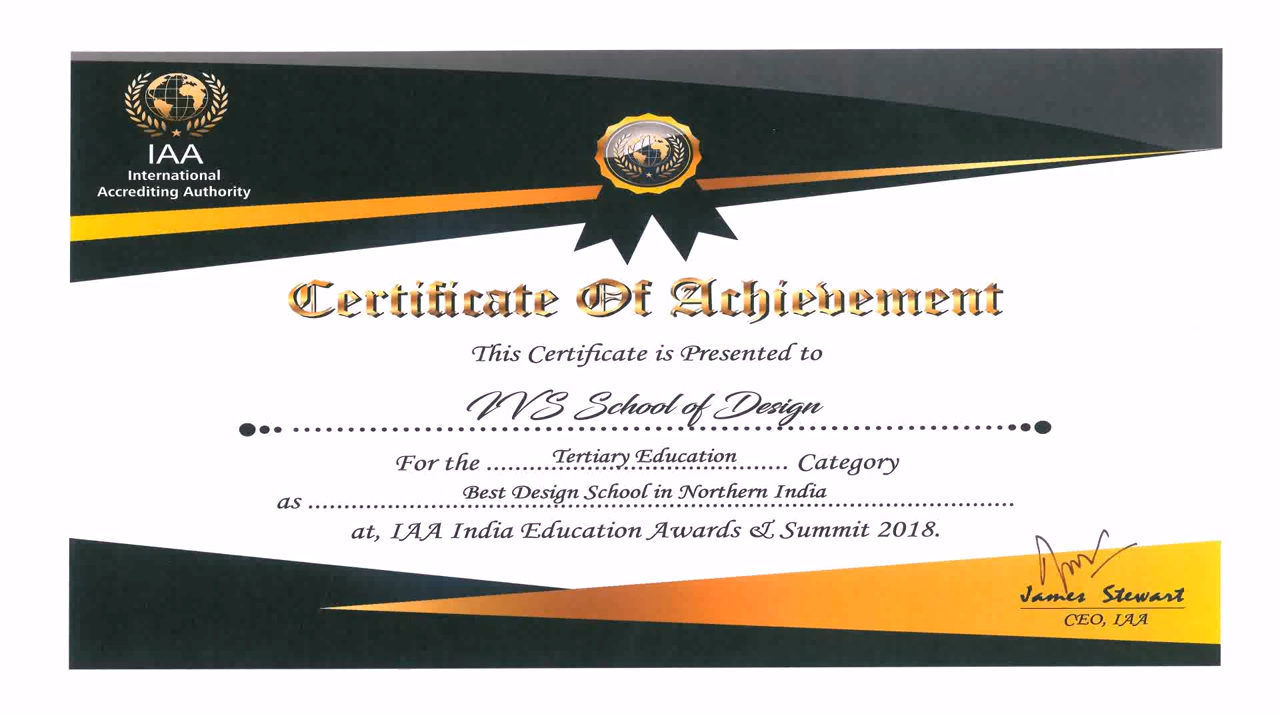 IAA
International
Accrediting Authority
Certificate Of Achievement
This Certificate is Presented to
IVS School of Design
For the ........ Tertiary Education ........ Category
as ........ Best Design School in Northern India ........
at, IAA India Education Awards & Summit 2018.
James Stewart
CEO, IAA